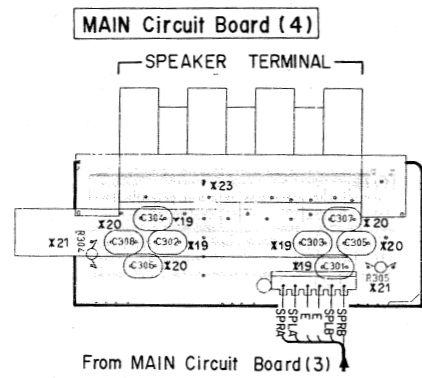 MAIN Circuit Board (4)
SPEAKER TERMINAL
X23
C304 X19 C307 X20
X20
X21 R304 C308 C302 X19 X19 C303 C305 X20
C306 X20 X19 C301
R305
X21
SPRA SPLA E E SPLB SPRB
From MAIN Circuit Board (3)